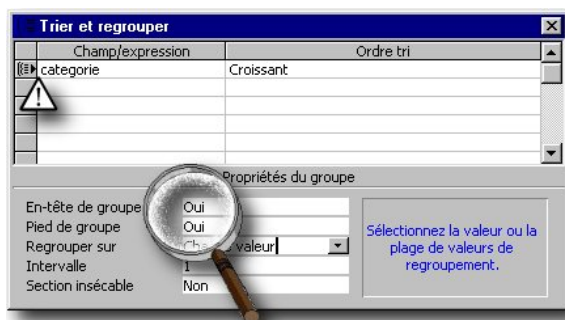 Trier et regrouper
Champ/expression Ordre tri
categorie Croissant
Propriétés du groupe
En-tête de groupe Oui
Pied de groupe Oui
Regrouper sur valeur
Intervalle 1
Section insécable Non
Sélectionnez la valeur ou la
plage de valeurs de
regroupement.